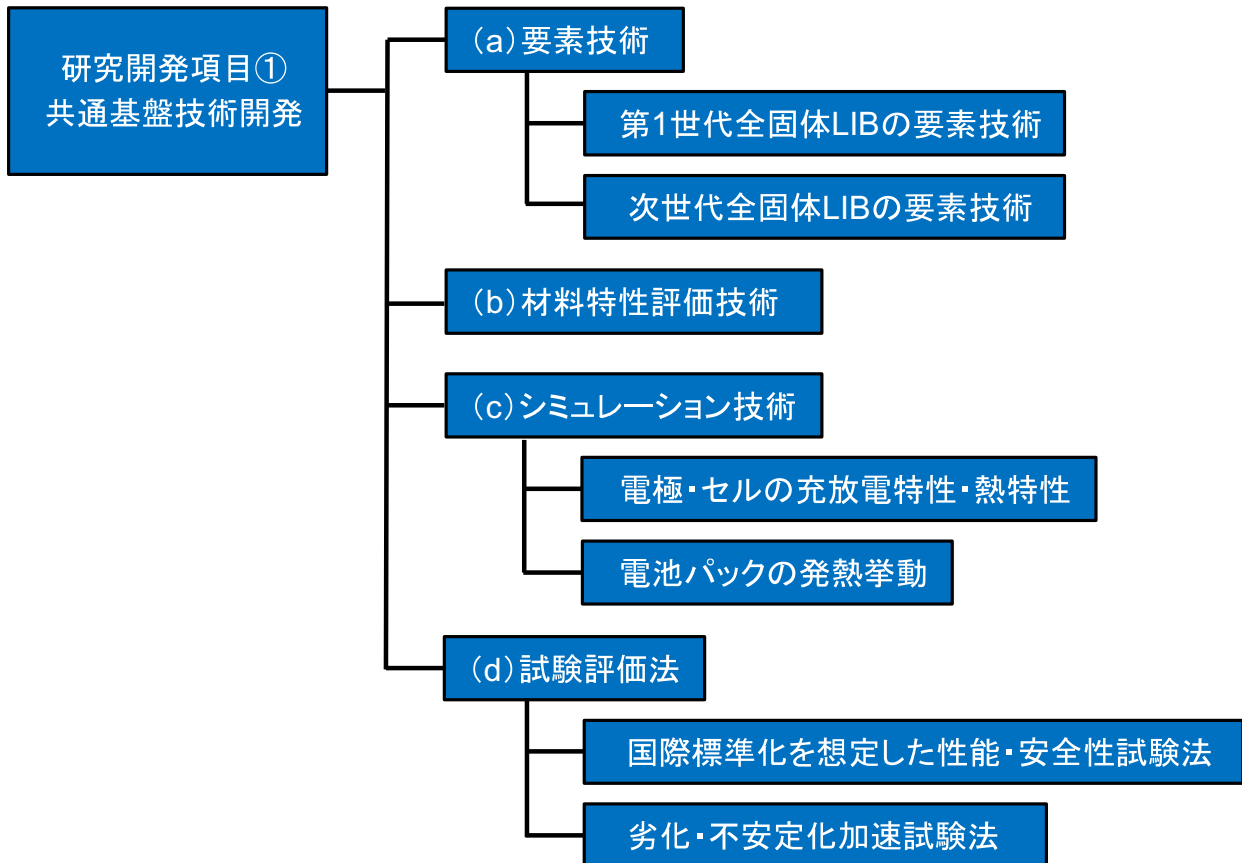 研究開発項目①
共通基盤技術開発
（a）要素技術
第1世代全固体LIBの要素技術
次世代全固体LIBの要素技術
（b）材料特性評価技術
（c）シミュレーション技術
電極・セルの充放電特性・熱特性
電池パックの発熱挙動
（d）試験評価法
国際標準化を想定した性能・安全性試験法
劣化・不安定化加速試験法